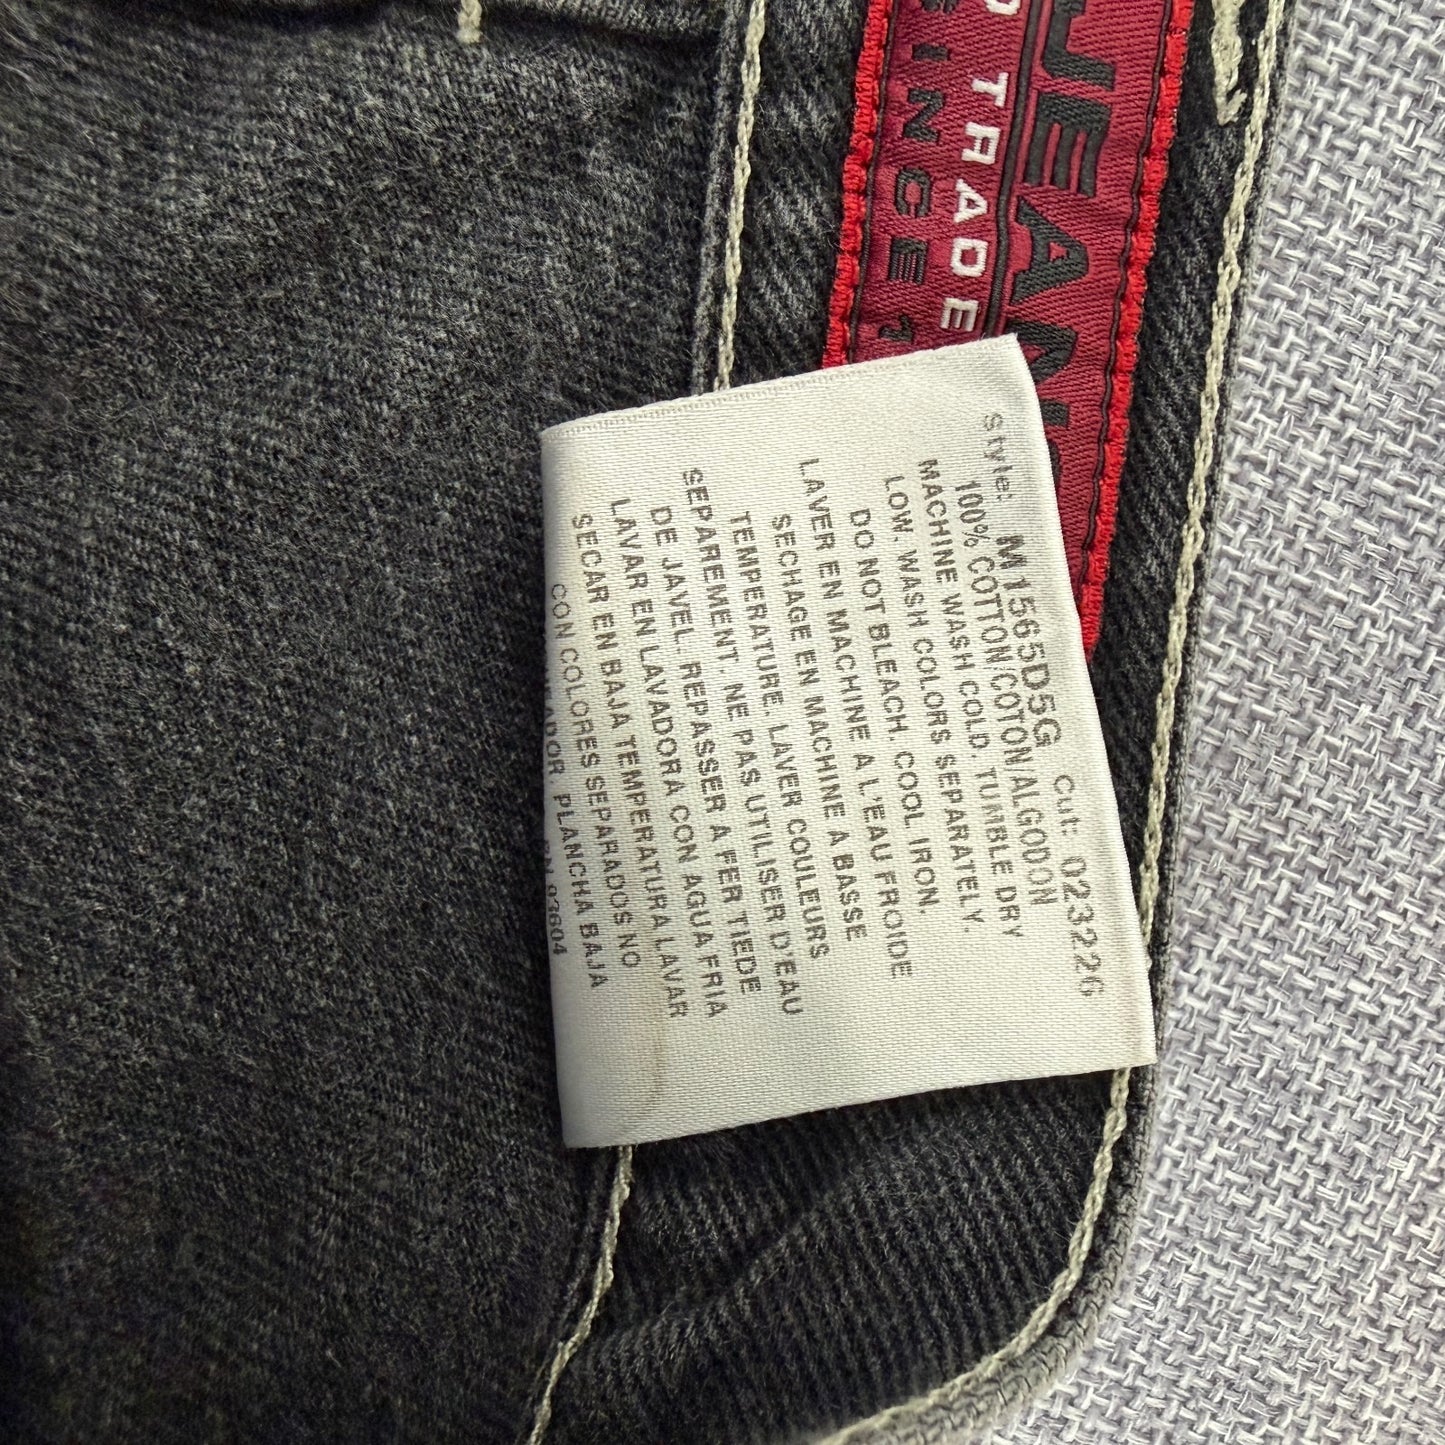 JEANS
D TRADE
SINCE 1
Style: M1565D5G Cut: 0232226
100% COTTON/COTON/ALGODON
MACHINE WASH COLD. TUMBLE DRY
LOW. WASH COLORS SEPARATELY.
DO NOT BLEACH. COOL IRON.
LAVER EN MACHINE A L'EAU FROIDE
SECHAGE EN MACHINE A BASSE
TEMPERATURE. LAVER COULEURS
SEPAREMENT. NE PAS UTILISER D'EAU
DE JAVEL. REPASSER A FER TIEDE
LAVAR EN LAVADORA CON AGUA FRIA
SECAR EN BAJA TEMPERATURA LAVAR
CON COLORES SEPARADOS NO
PLANCHA BAJA